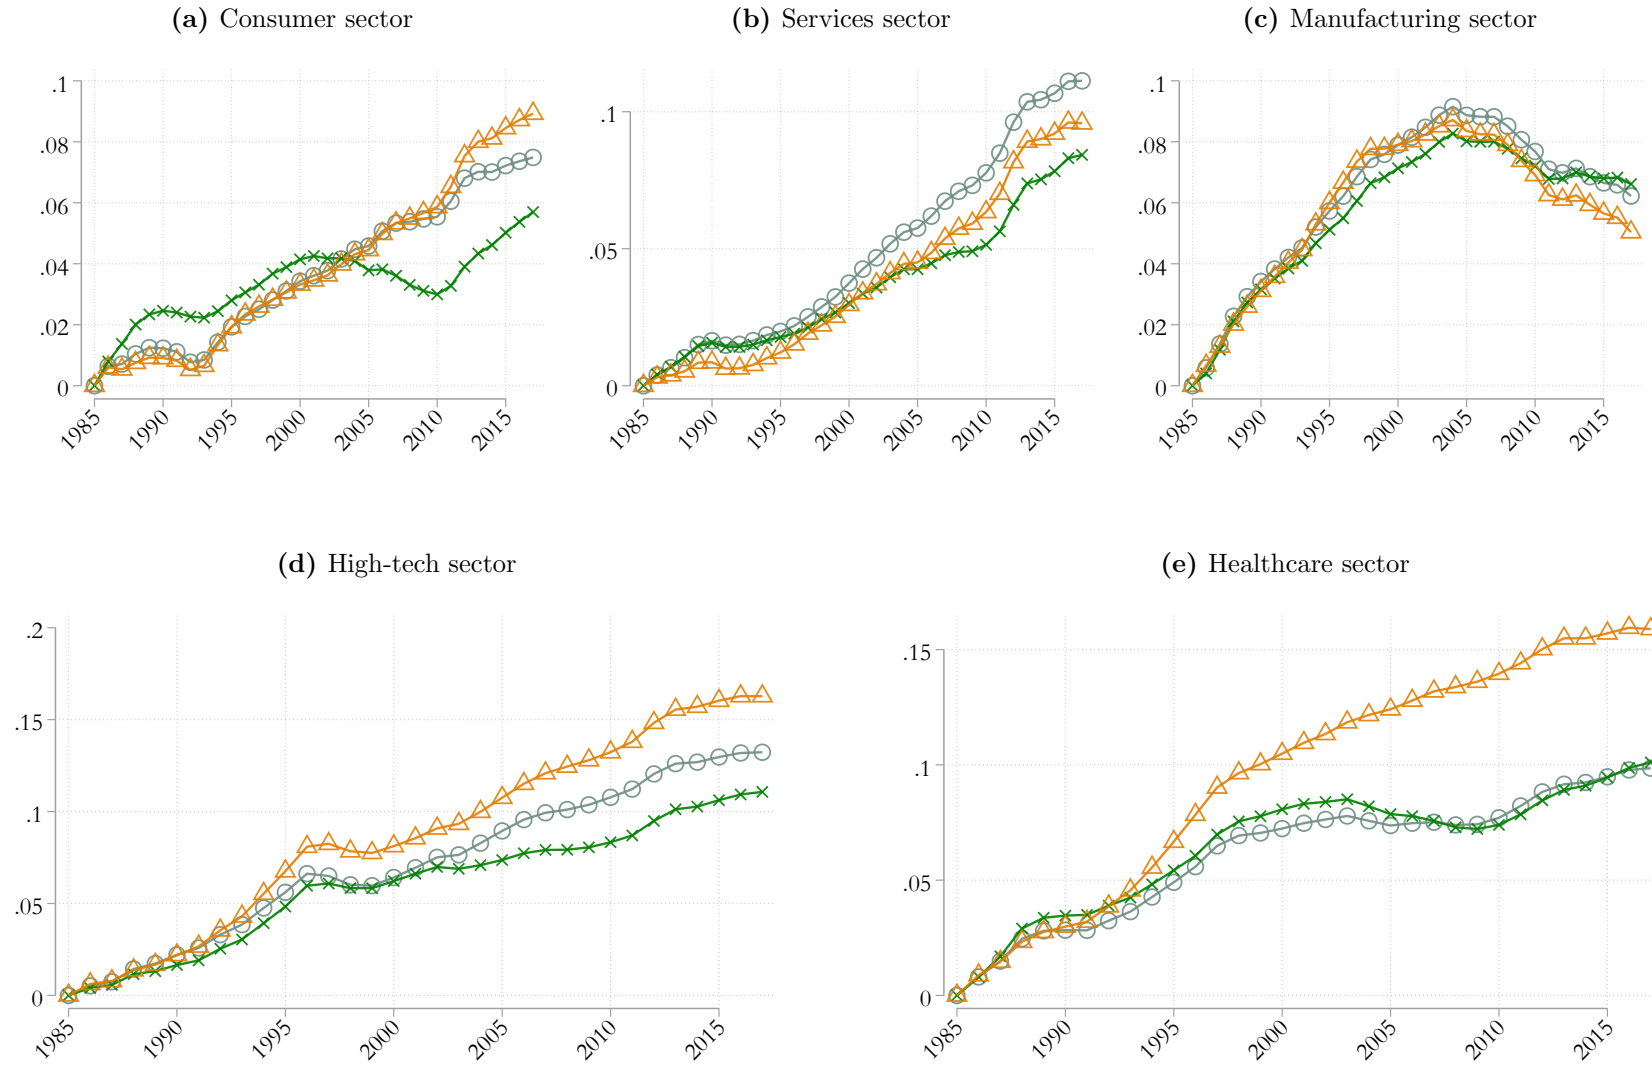 (a) Consumer sector
(b) Services sector
(c) Manufacturing sector
.1
.08
.06
.04
.02
0
1985 1990 1995 2000 2005 2010 2015
.1
.05
0
1985 1990 1995 2000 2005 2010 2015
.1
.08
.06
.04
.02
0
1985 1990 1995 2000 2005 2010 2015
(d) High-tech sector
(e) Healthcare sector
.2
.15
.1
.05
0
1985 1990 1995 2000 2005 2010 2015
.15
.1
.05
0
1985 1990 1995 2000 2005 2010 2015